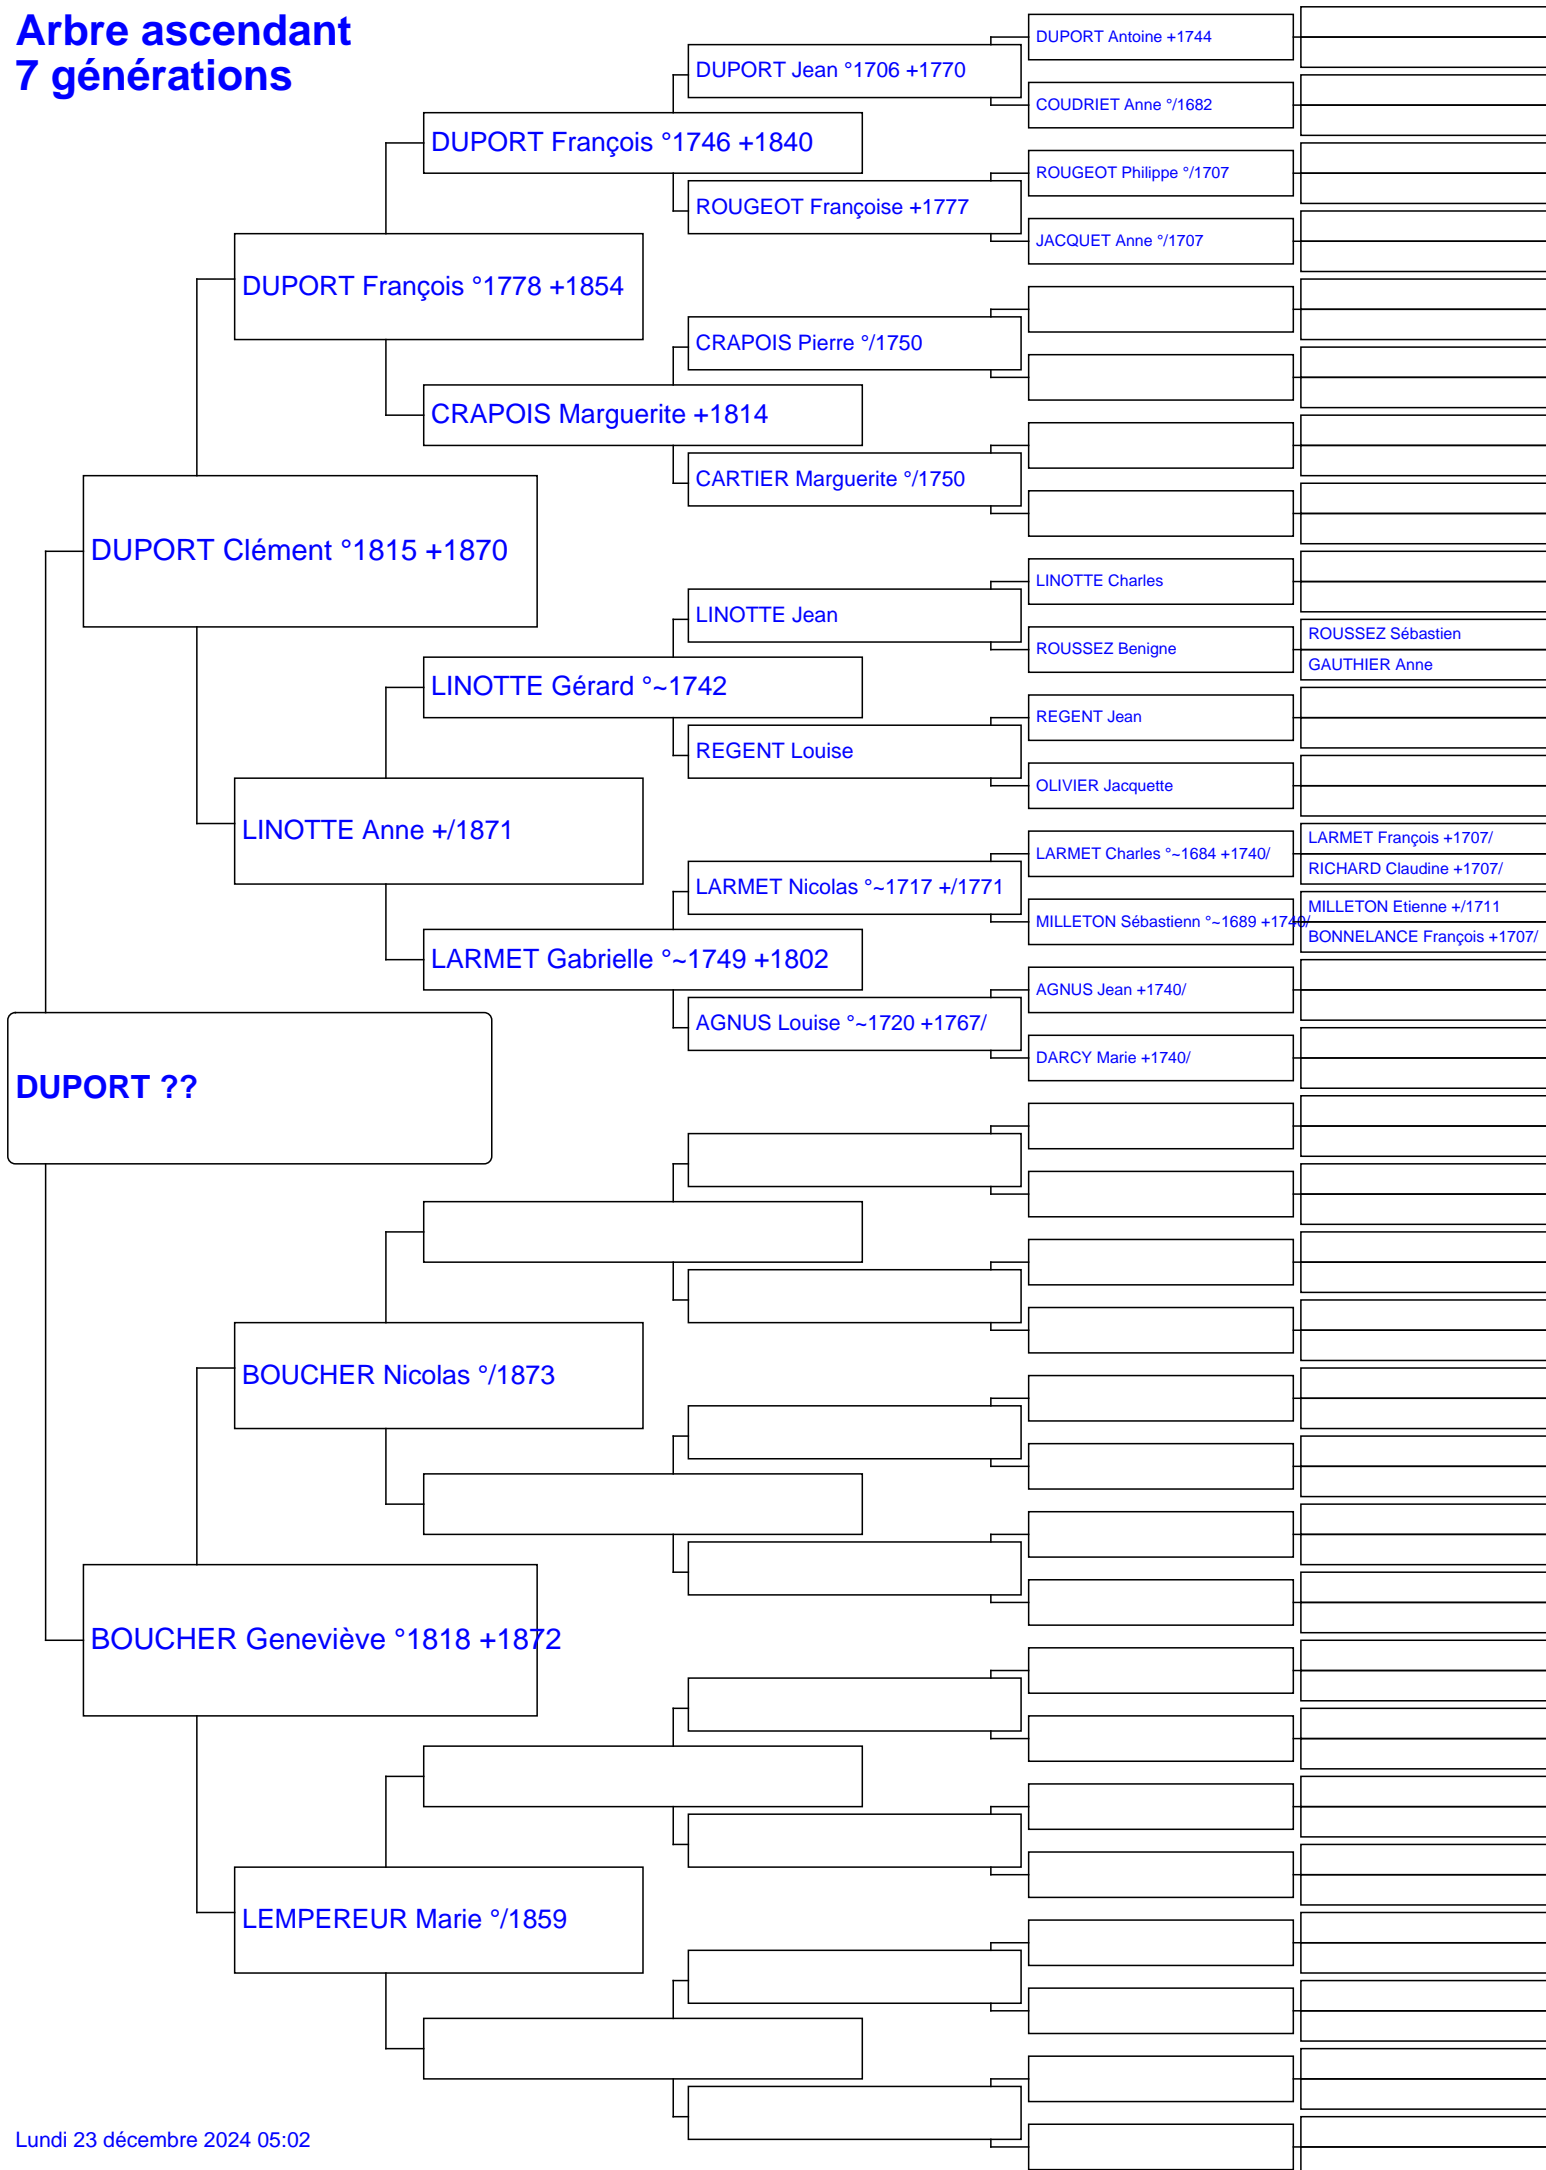 Arbre ascendant
7 générations
DUPORT Antoine +1744
DUPORT Jean °1706 +1770
COUDRIET Anne °/1682
DUPORT François °1746 +1840
ROUGEOT Philippe °/1707
ROUGEOT Françoise +1777
JACQUET Anne °/1707
DUPORT François °1778 +1854
CRAPOIS Pierre °/1750
CRAPOIS Marguerite +1814
CARTIER Marguerite °/1750
DUPORT Clément °1815 +1870
LINOTTE Charles
LINOTTE Jean
ROUSSEZ Sébastien
ROUSSEZ Benigne
GAUTHIER Anne
LINOTTE Gérard °~1742
REGENT Jean
REGENT Louise
OLIVIER Jacquette
LINOTTE Anne +/1871
LARMET François +1707/
LARMET Charles °~1684 +1740/
RICHARD Claudine +1707/
LARMET Nicolas °~1717 +/1771
MILLETON Etienne +/1711
MILLETON Sébastienn °~1689 +1740/
BONNELANCE François +1707/
LARMET Gabrielle °~1749 +1802
AGNUS Jean +1740/
AGNUS Louise °~1720 +1767/
DARCY Marie +1740/
DUPORT ??
BOUCHER Nicolas °/1873
BOUCHER Geneviève °1818 +1872
LEMPEREUR Marie °/1859
Lundi 23 décembre 2024 05:02